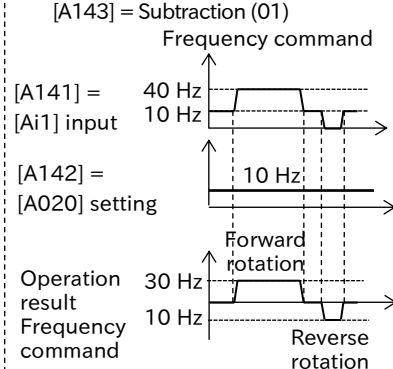 [A143] = Subtraction (01)
Frequency command
40 Hz
[A141] =
10 Hz
[Ai1] input
[A142] =
10 Hz
[A020] setting
Forward
rotation
Operation
30 Hz
result
Frequency
10 Hz
command
Reverse
rotation